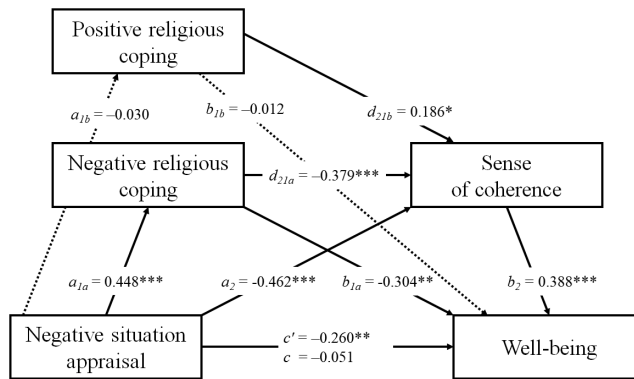 Positive religious
coping
a1b = –0.030
b1b = –0.012
d21b = 0.186*
Negative religious
coping
d21a = –0.379***
Sense
of coherence
a1a = 0.448***
a2 = -0.462***
b1a = –0.304**
b2 = 0.388***
Negative situation
appraisal
c' = –0.260**
c = –0.051
Well-being